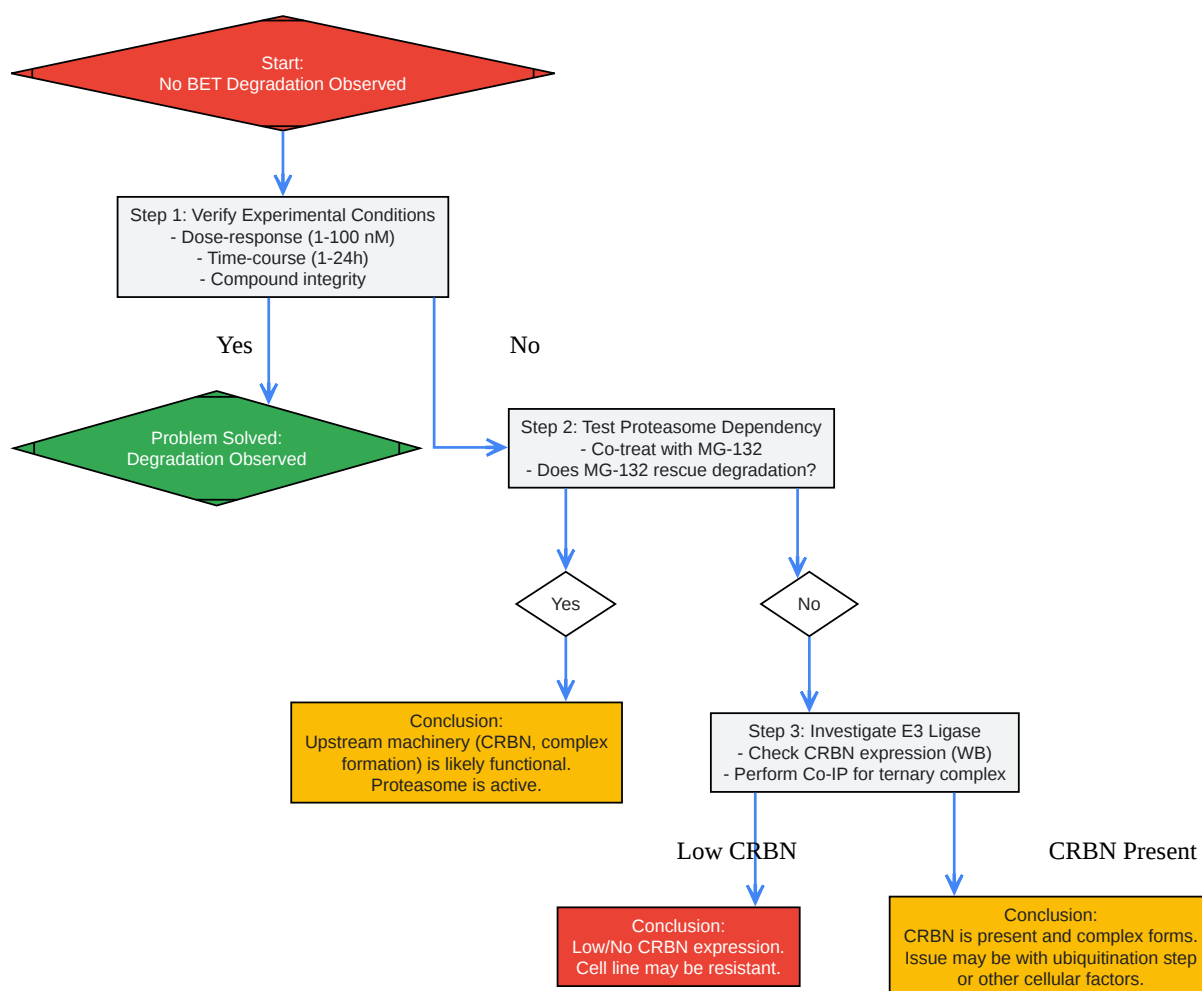 Start:
No BET Degradation Observed
Step 1: Verify Experimental Conditions
- Dose-response (1-100 nM)
- Time-course (1-24h)
- Compound integrity
Yes
No
Problem Solved:
Degradation Observed
Step 2: Test Proteasome Dependency
- Co-treat with MG-132
- Does MG-132 rescue degradation?
Yes
No
Conclusion:
Upstream machinery (CRBN, complex
formation) is likely functional.
Proteasome is active.
Step 3: Investigate E3 Ligase
- Check CRBN expression (WB)
- Perform Co-IP for ternary complex
Low CRBN
CRBN Present
Conclusion:
Low/No CRBN expression.
Cell line may be resistant.
Conclusion:
CRBN is present and complex forms.
Issue may be with ubiquitination step
or other cellular factors.